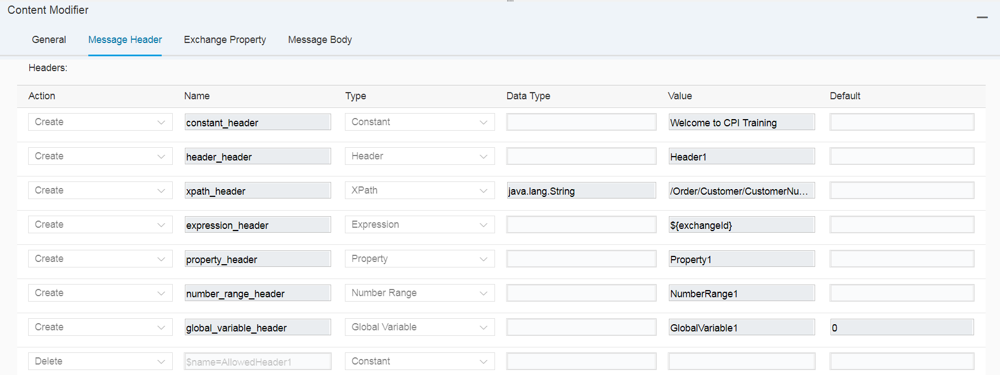 Content Modifier
General Message Header Exchange Property Message Body
Headers:
Action Name Type Data Type Value Default
Create constant_header Constant Welcome to CPI Training
Create header_header Header Header1
Create xpath_header XPath java.lang.String /Order/Customer/CustomerNu...
Create expression_header Expression ${exchangeId}
Create property_header Property Property1
Create number_range_header Number Range NumberRange1
Create global_variable_header Global Variable GlobalVariable1 0
Delete $name=AllowedHeader1 Constant